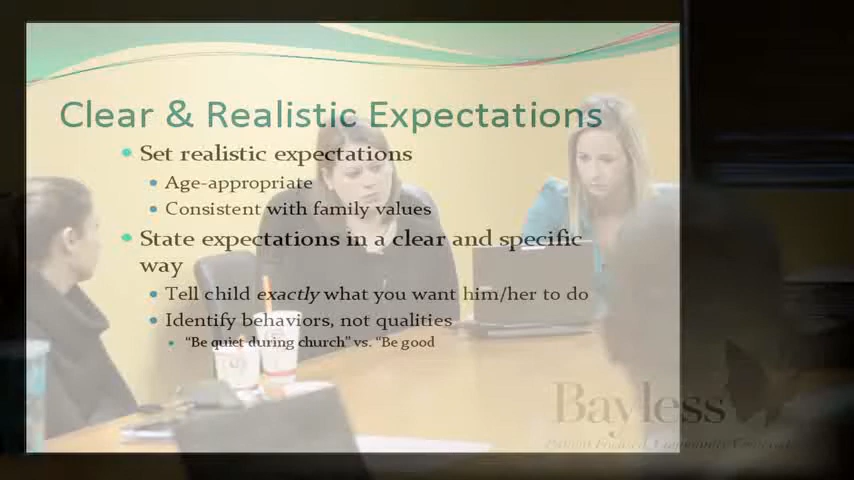 Clear & Realistic Expectations
Set realistic expectations
Age-appropriate
Consistent with family values
State expectations in a clear and specific
way
Tell child exactly what you want him/her to do
Identify behaviors, not qualities
“Be quiet during church” vs. “Be good
Bayless